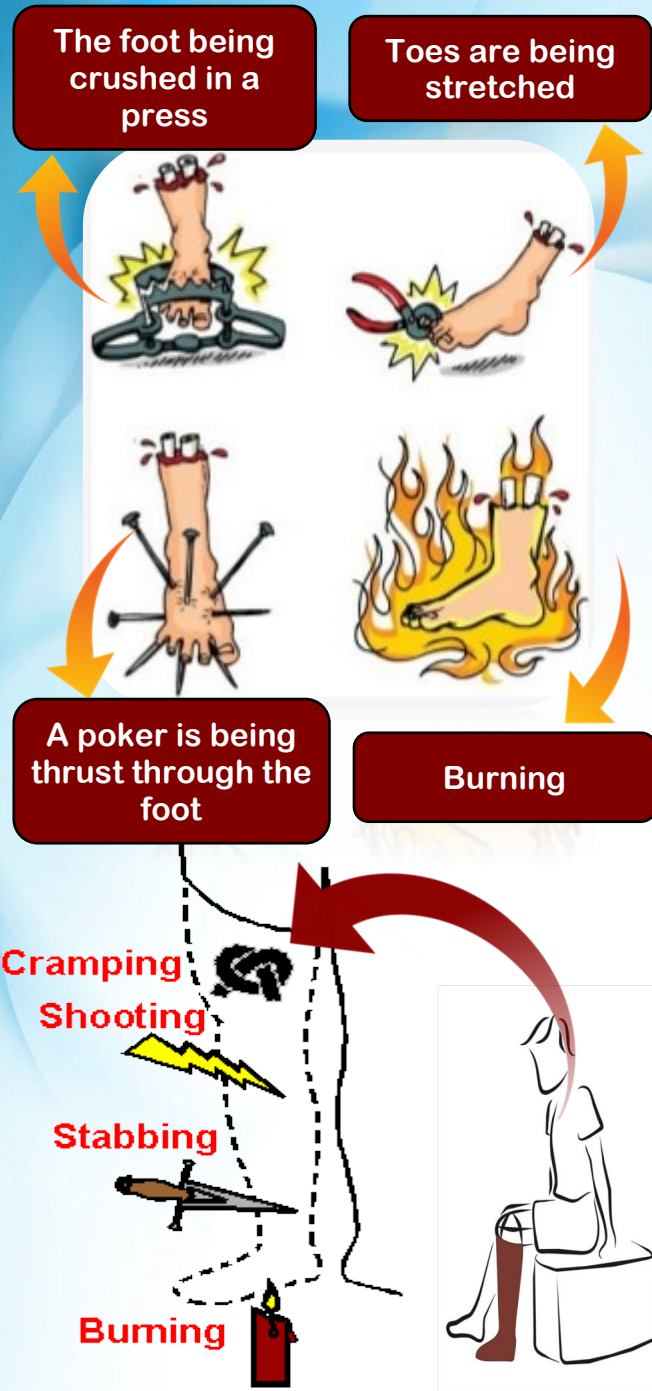 The foot being
crushed in a
press
Toes are being
stretched
A poker is being
thrust through the
foot
Burning
Cramping
Shooting
Stabbing
Burning